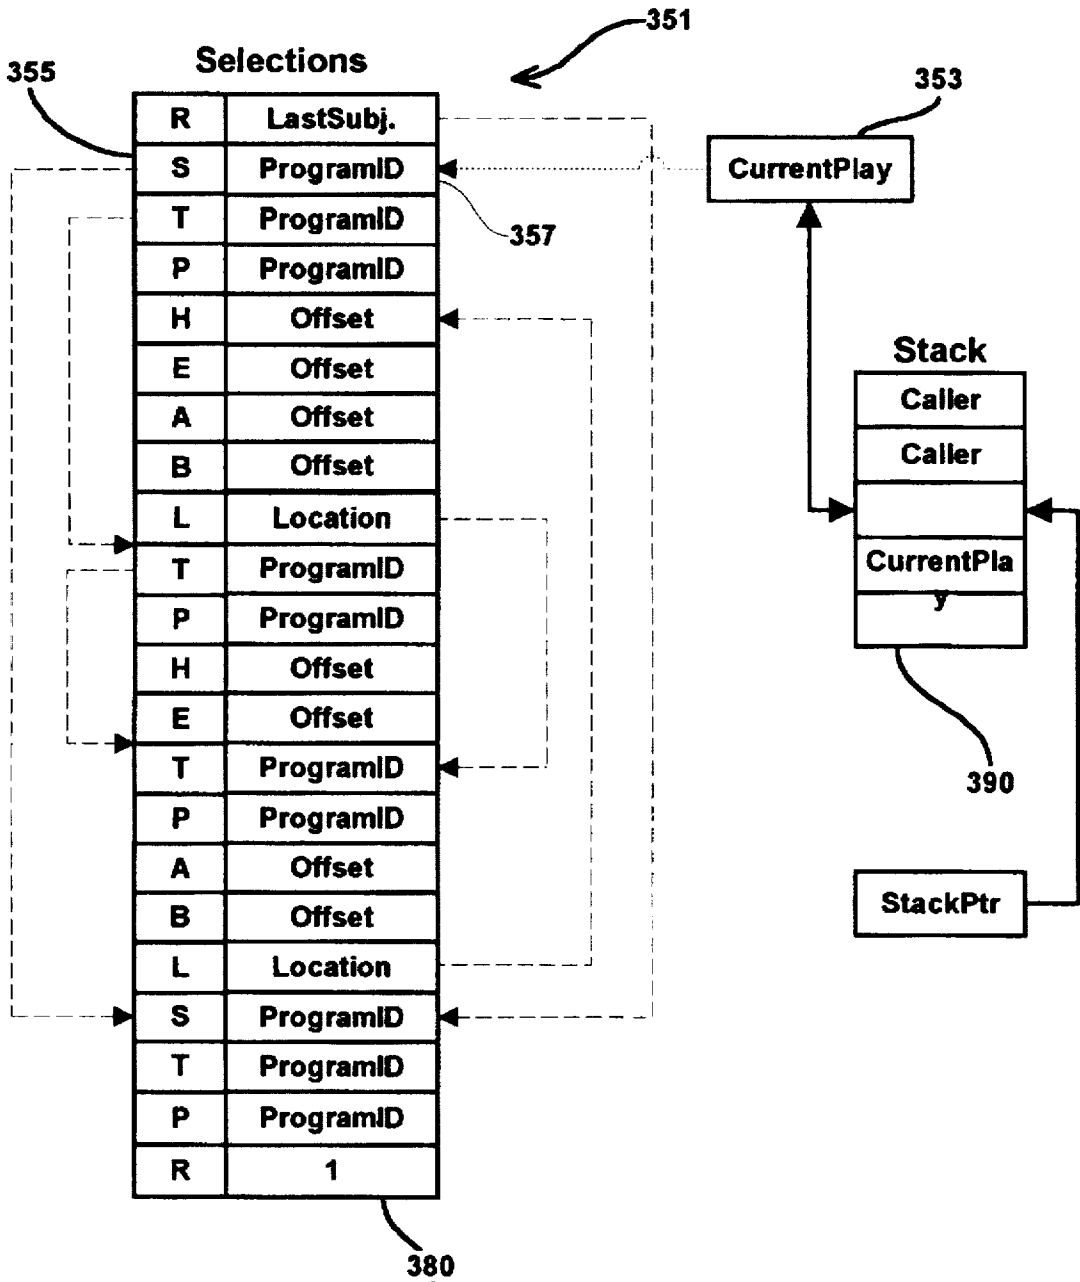 351
Selections
355
353
R LastSubj.
S ProgramID
CurrentPlay
T ProgramID
357
P ProgramID
H Offset
Stack
E Offset
Caller
A Offset
B Offset
Caller
L Location
T ProgramID
CurrentPla
y
P ProgramID
H Offset
E Offset
T ProgramID
390
P ProgramID
A Offset
B Offset
StackPtr
L Location
S ProgramID
T ProgramID
P ProgramID
R 1
380